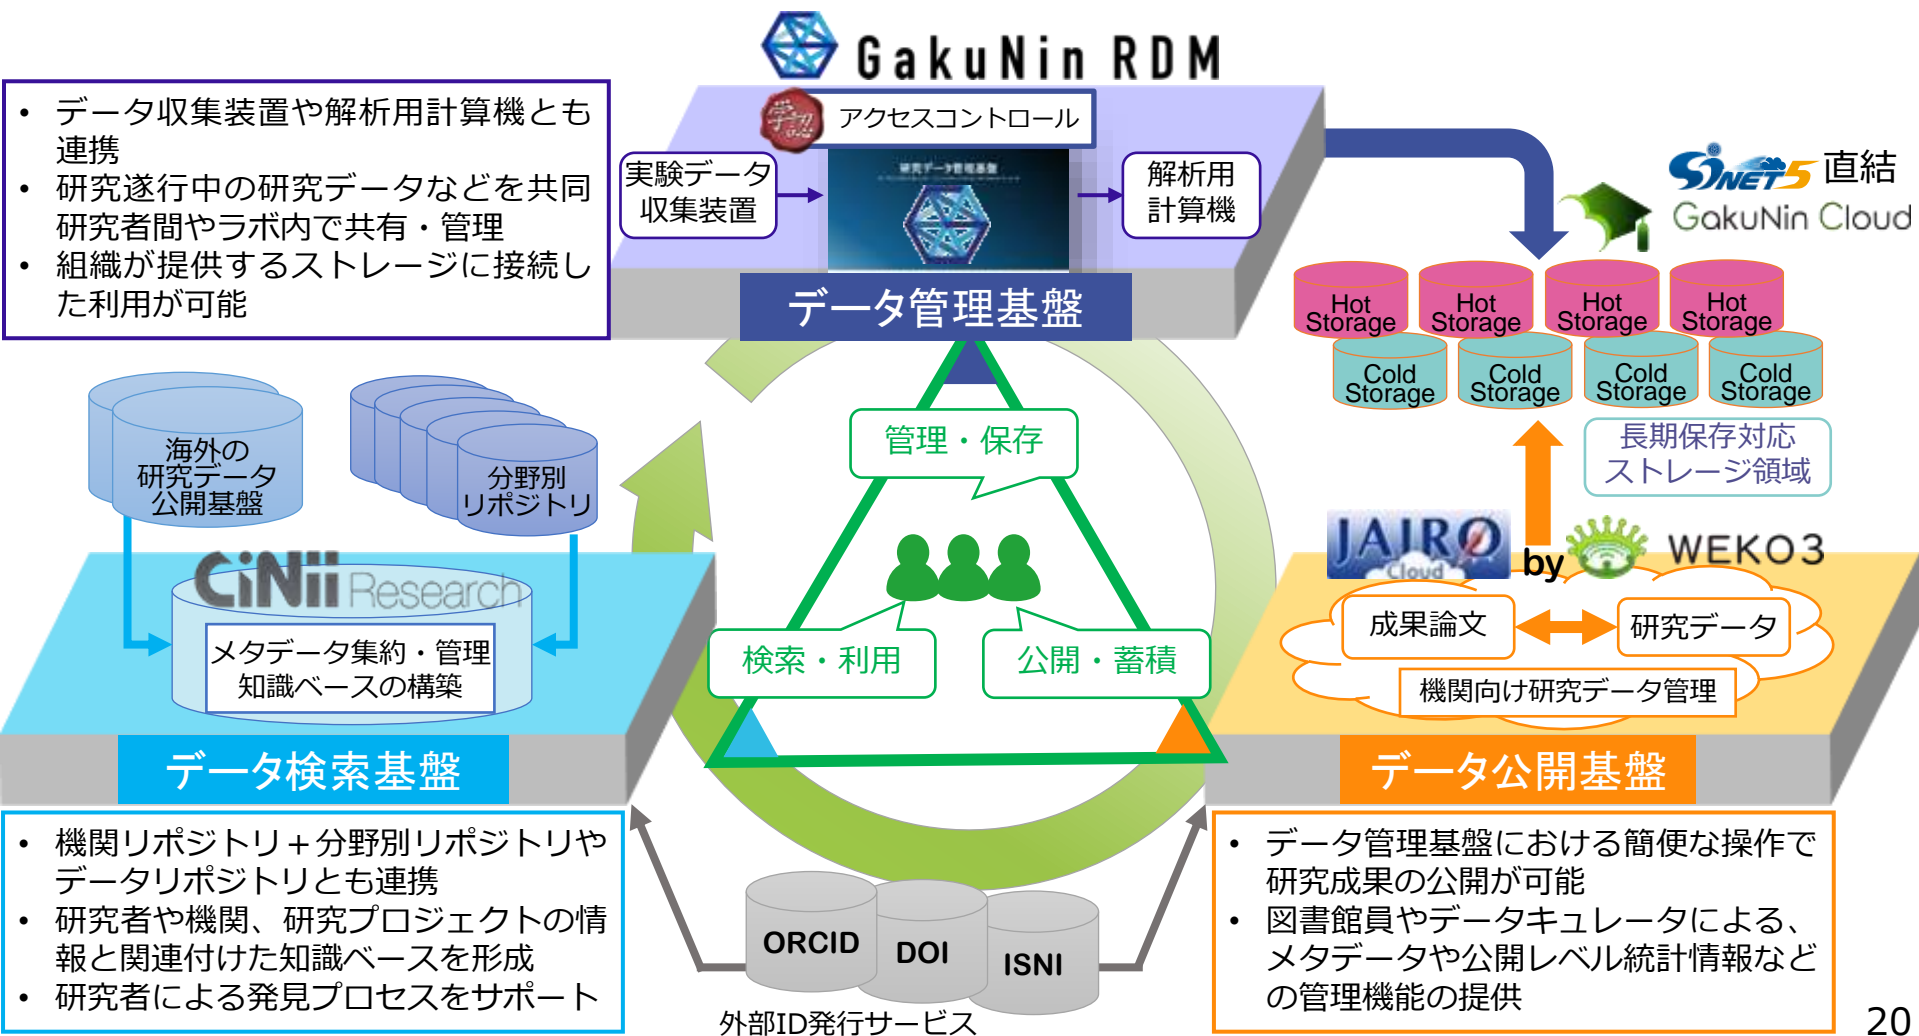 GakuNin RDM
• データ収集装置や解析用計算機とも
連携
• 研究遂行中の研究データなどを共同
研究者間やラボ内で共有・管理
• 組織が提供するストレージに接続し
た利用が可能
学認
アクセスコントロール
実験データ
収集装置
研究データ管理基盤
解析用
計算機
データ管理基盤
SINET5 直結
GakuNin Cloud
Hot
Storage
Hot
Storage
Hot
Storage
Hot
Storage
Cold
Storage
Cold
Storage
Cold
Storage
Cold
Storage
長期保存対応
ストレージ領域
海外の
研究データ
公開基盤
分野別
リポジトリ
CiNii Research
メタデータ集約・管理
知識ベースの構築
データ検索基盤
管理・保存
検索・利用
公開・蓄積
JAIRO
Cloud
by
WEKO3
成果論文
研究データ
機関向け研究データ管理
データ公開基盤
• 機関リポジトリ+分野別リポジトリや
データリポジトリとも連携
• 研究者や機関、研究プロジェクトの情
報と関連付けた知識ベースを形成
• 研究者による発見プロセスをサポート
ORCID
DOI
ISNI
外部ID発行サービス
• データ管理基盤における簡便な操作で
研究成果の公開が可能
• 図書館員やデータキュレータによる、
メタデータや公開レベル統計情報など
の管理機能の提供
20